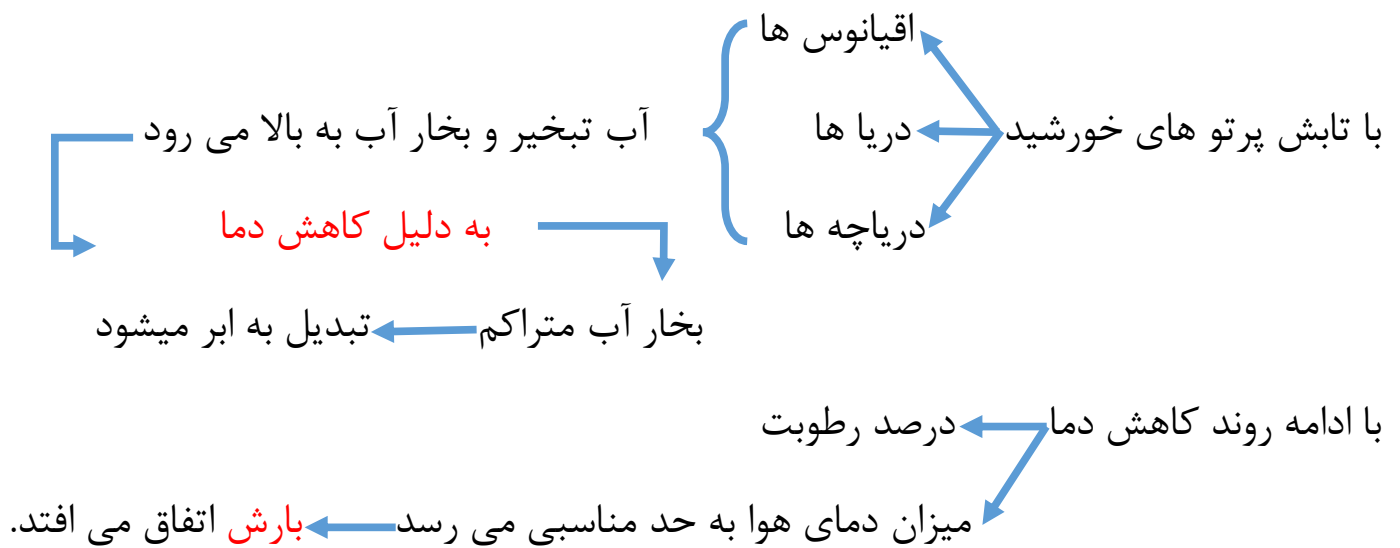 اقیانوس ها
با تابش پرتو های خورشید دریا ها آب تبخیر و بخار آب به بالا می رود
دریاچه ها به دلیل کاهش دما
بخار آب متراکم تبدیل به ابر میشود
با ادامه روند کاهش دما درصد رطوبت
میزان دمای هوا به حد مناسبی می رسد بارش اتفاق می افتد.